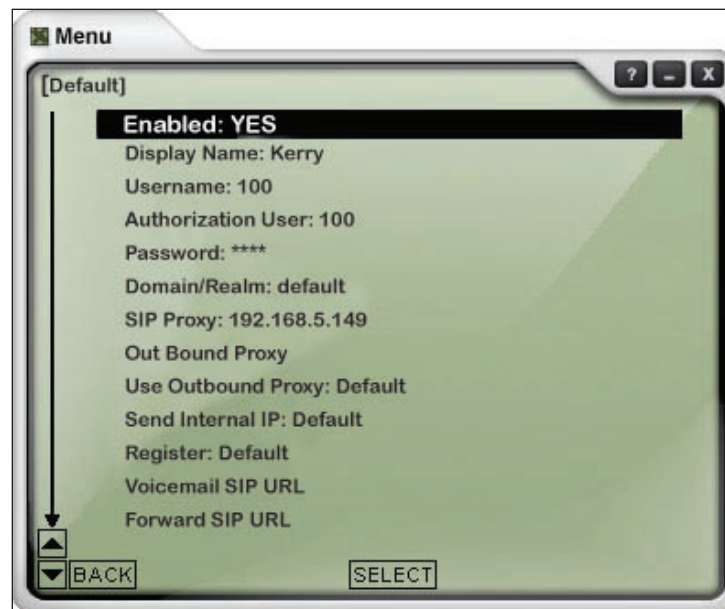 Menu
? – X
[Default]
Enabled: YES
Display Name: Kerry
Username: 100
Authorization User: 100
Password: ****
Domain/Realm: default
SIP Proxy: 192.168.5.149
Out Bound Proxy
Use Outbound Proxy: Default
Send Internal IP: Default
Register: Default
Voicemail SIP URL
Forward SIP URL
BACK SELECT